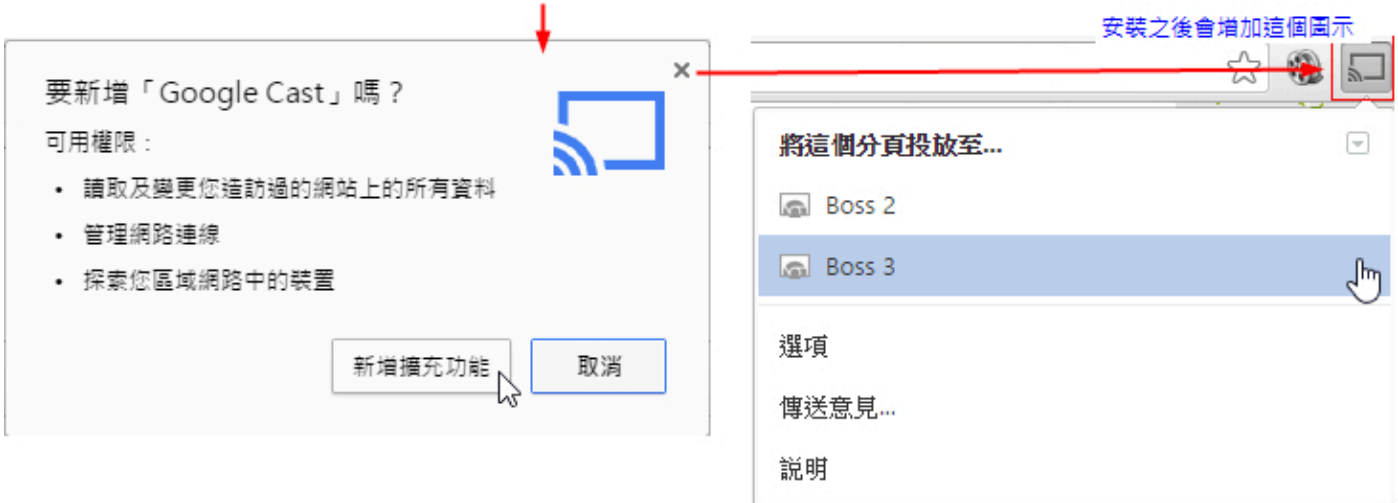 要新增「Google Cast」嗎？
可用權限：
• 讀取及變更您造訪過的網站上的所有資料
• 管理網路連線
• 探索您區域網路中的裝置
新增擴充功能
取消
安裝之後會增加這個圖示
將這個分頁投放至...
Boss 2
Boss 3
選項
傳送意見...
說明